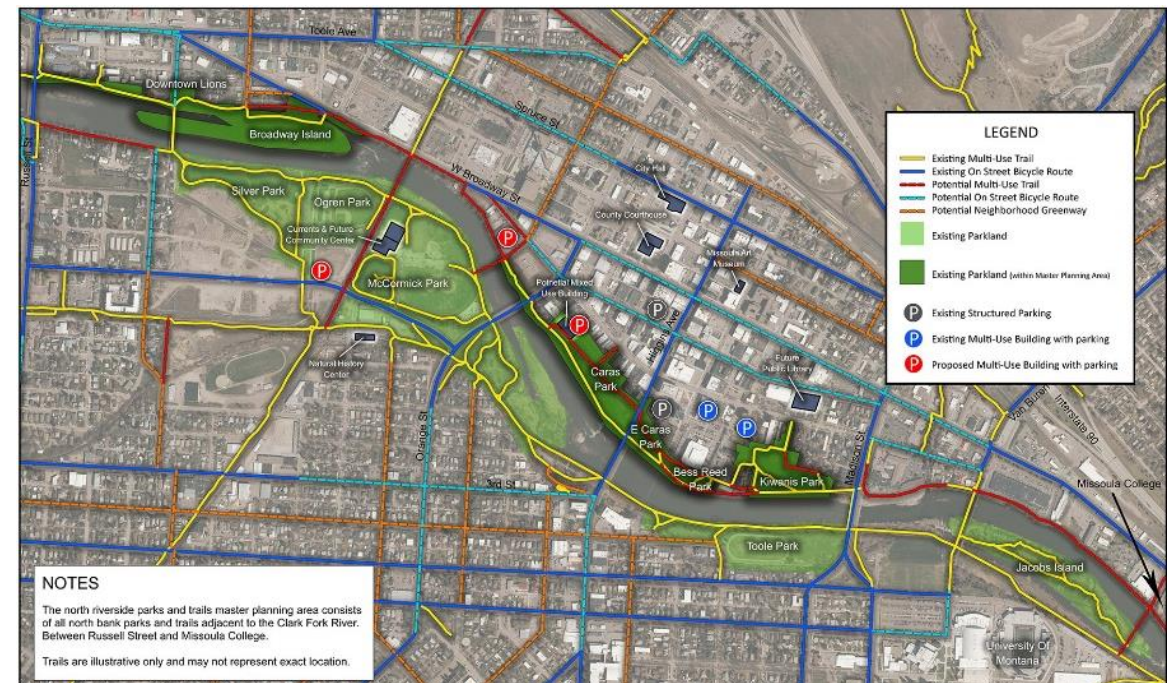 Toole Ave
Downtown Lions
Broadway Island
Spruce St
Russell St
W Broadway St
City Hall
Silver Park
Ogren Park
County Courthouse
Currents & Future
Community Center
Missoula Art
Museum
McCormick Park
Potnetial Mixed
Use Building
Higgins Ave
Natural History
Center
Caras
Park
Future
Public Library
Orange St
E Caras
Park
Madison St
Van Buren
Interstate 90
Bess Reed
Park
Kiwanis Park
3rd St
Missoula College
Toole Park
Jacobs Island
University Of
Montana
P
P
P
P
P
P
P
LEGEND
Existing Multi-Use Trail
Existing On Street Bicycle Route
Potential Multi-Use Trail
Potential On Street Bicycle Route
Potential Neighborhood Greenway
Existing Parkland
Existing Parkland (within Master Planning Area)
P Existing Structured Parking
P Existing Multi-Use Building with parking
P Proposed Multi-Use Building with parking
NOTES
The north riverside parks and trails master planning area consists
of all north bank parks and trails adjacent to the Clark Fork River.
Between Russell Street and Missoula College.
Trails are illustrative only and may not represent exact location.